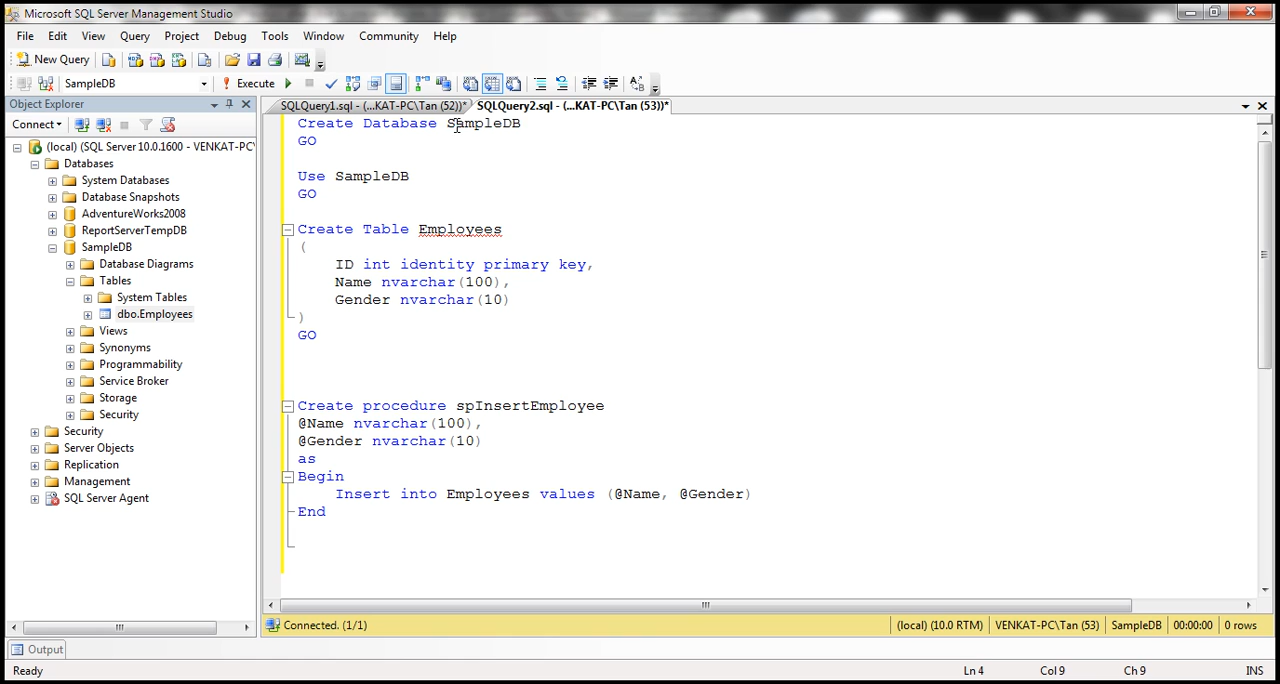 Microsoft SQL Server Management Studio
File Edit View Query Project Debug Tools Window Community Help
New Query
SampleDB
Execute
Object Explorer
SQLQuery1.sql - (...KAT-PC\Tan (52))*
SQLQuery2.sql - (...KAT-PC\Tan (53))*
Connect
(local) (SQL Server 10.0.1600 - VENKAT-PC\
Databases
System Databases
Database Snapshots
AdventureWorks2008
ReportServerTempDB
SampleDB
Database Diagrams
Tables
System Tables
dbo.Employees
Views
Synonyms
Programmability
Service Broker
Storage
Security
Security
Server Objects
Replication
Management
SQL Server Agent
Create Database SampleDB
GO
Use SampleDB
GO
Create Table Employees
(
ID int identity primary key,
Name nvarchar(100),
Gender nvarchar(10)
)
GO
Create procedure spInsertEmployee
@Name nvarchar(100),
@Gender nvarchar(10)
as
Begin
Insert into Employees values (@Name, @Gender)
End
Connected. (1/1)
(local) (10.0 RTM)
VENKAT-PC\Tan (53)
SampleDB
00:00:00
0 rows
Output
Ready
Ln 4
Col 9
Ch 9
INS